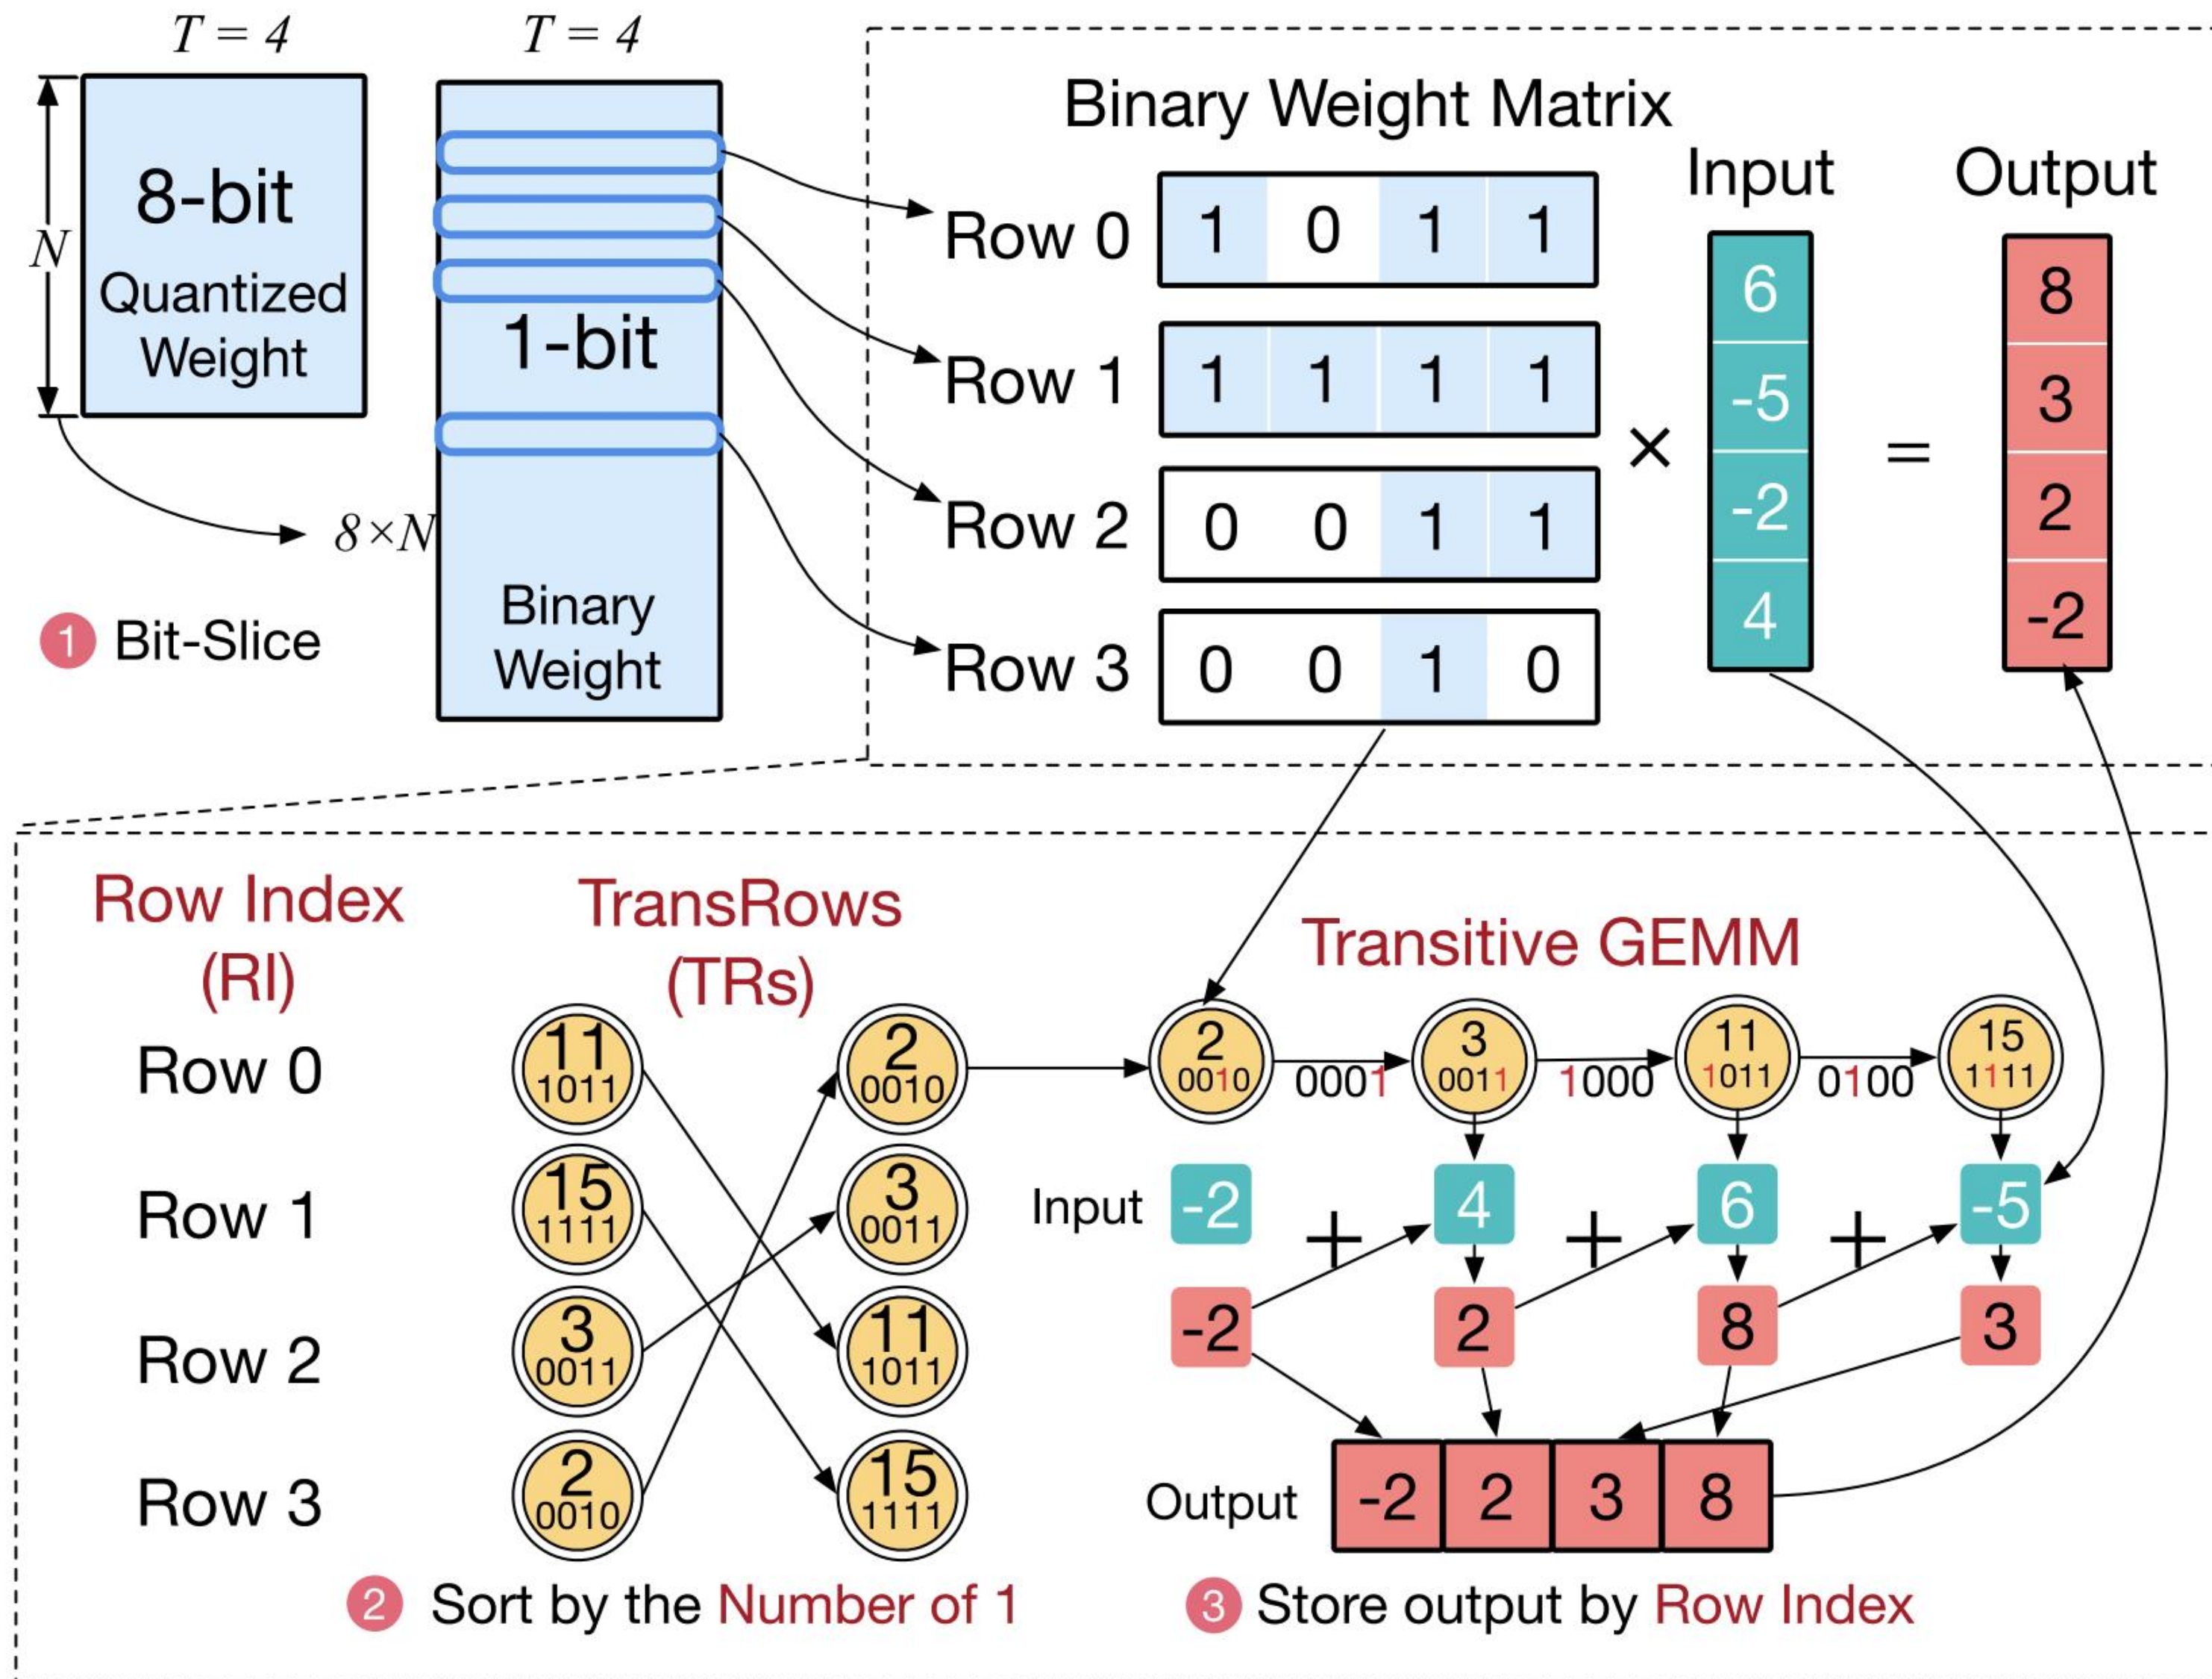 T = 4
T = 4
N
8-bit
Quantized
Weight
8×N
1-bit
Binary
Weight
1 Bit-Slice
Binary Weight Matrix
Input
Output
Row 0 1 0 1 1
Row 1 1 1 1 1
Row 2 0 0 1 1
Row 3 0 0 1 0
×
6
-5
-2
4
=
8
3
2
-2
Row Index
(RI)
Row 0
Row 1
Row 2
Row 3
TransRows
(TRs)
11
1011
15
1111
3
0011
2
0010
2
0010
3
0011
11
1011
15
1111
2 Sort by the Number of 1
Transitive GEMM
2
0010
0001
3
0011
1000
11
1011
0100
15
1111
Input -2 + 4 + 6 + -5
-2 2 8 3
Output -2 2 3 8
3 Store output by Row Index